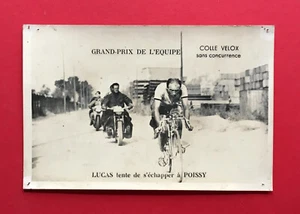 GRAND-PRIX DE L'EQUIPE
COLLE VELOX
sans concurrence
LUCAS tente de s'échapper à POISSY